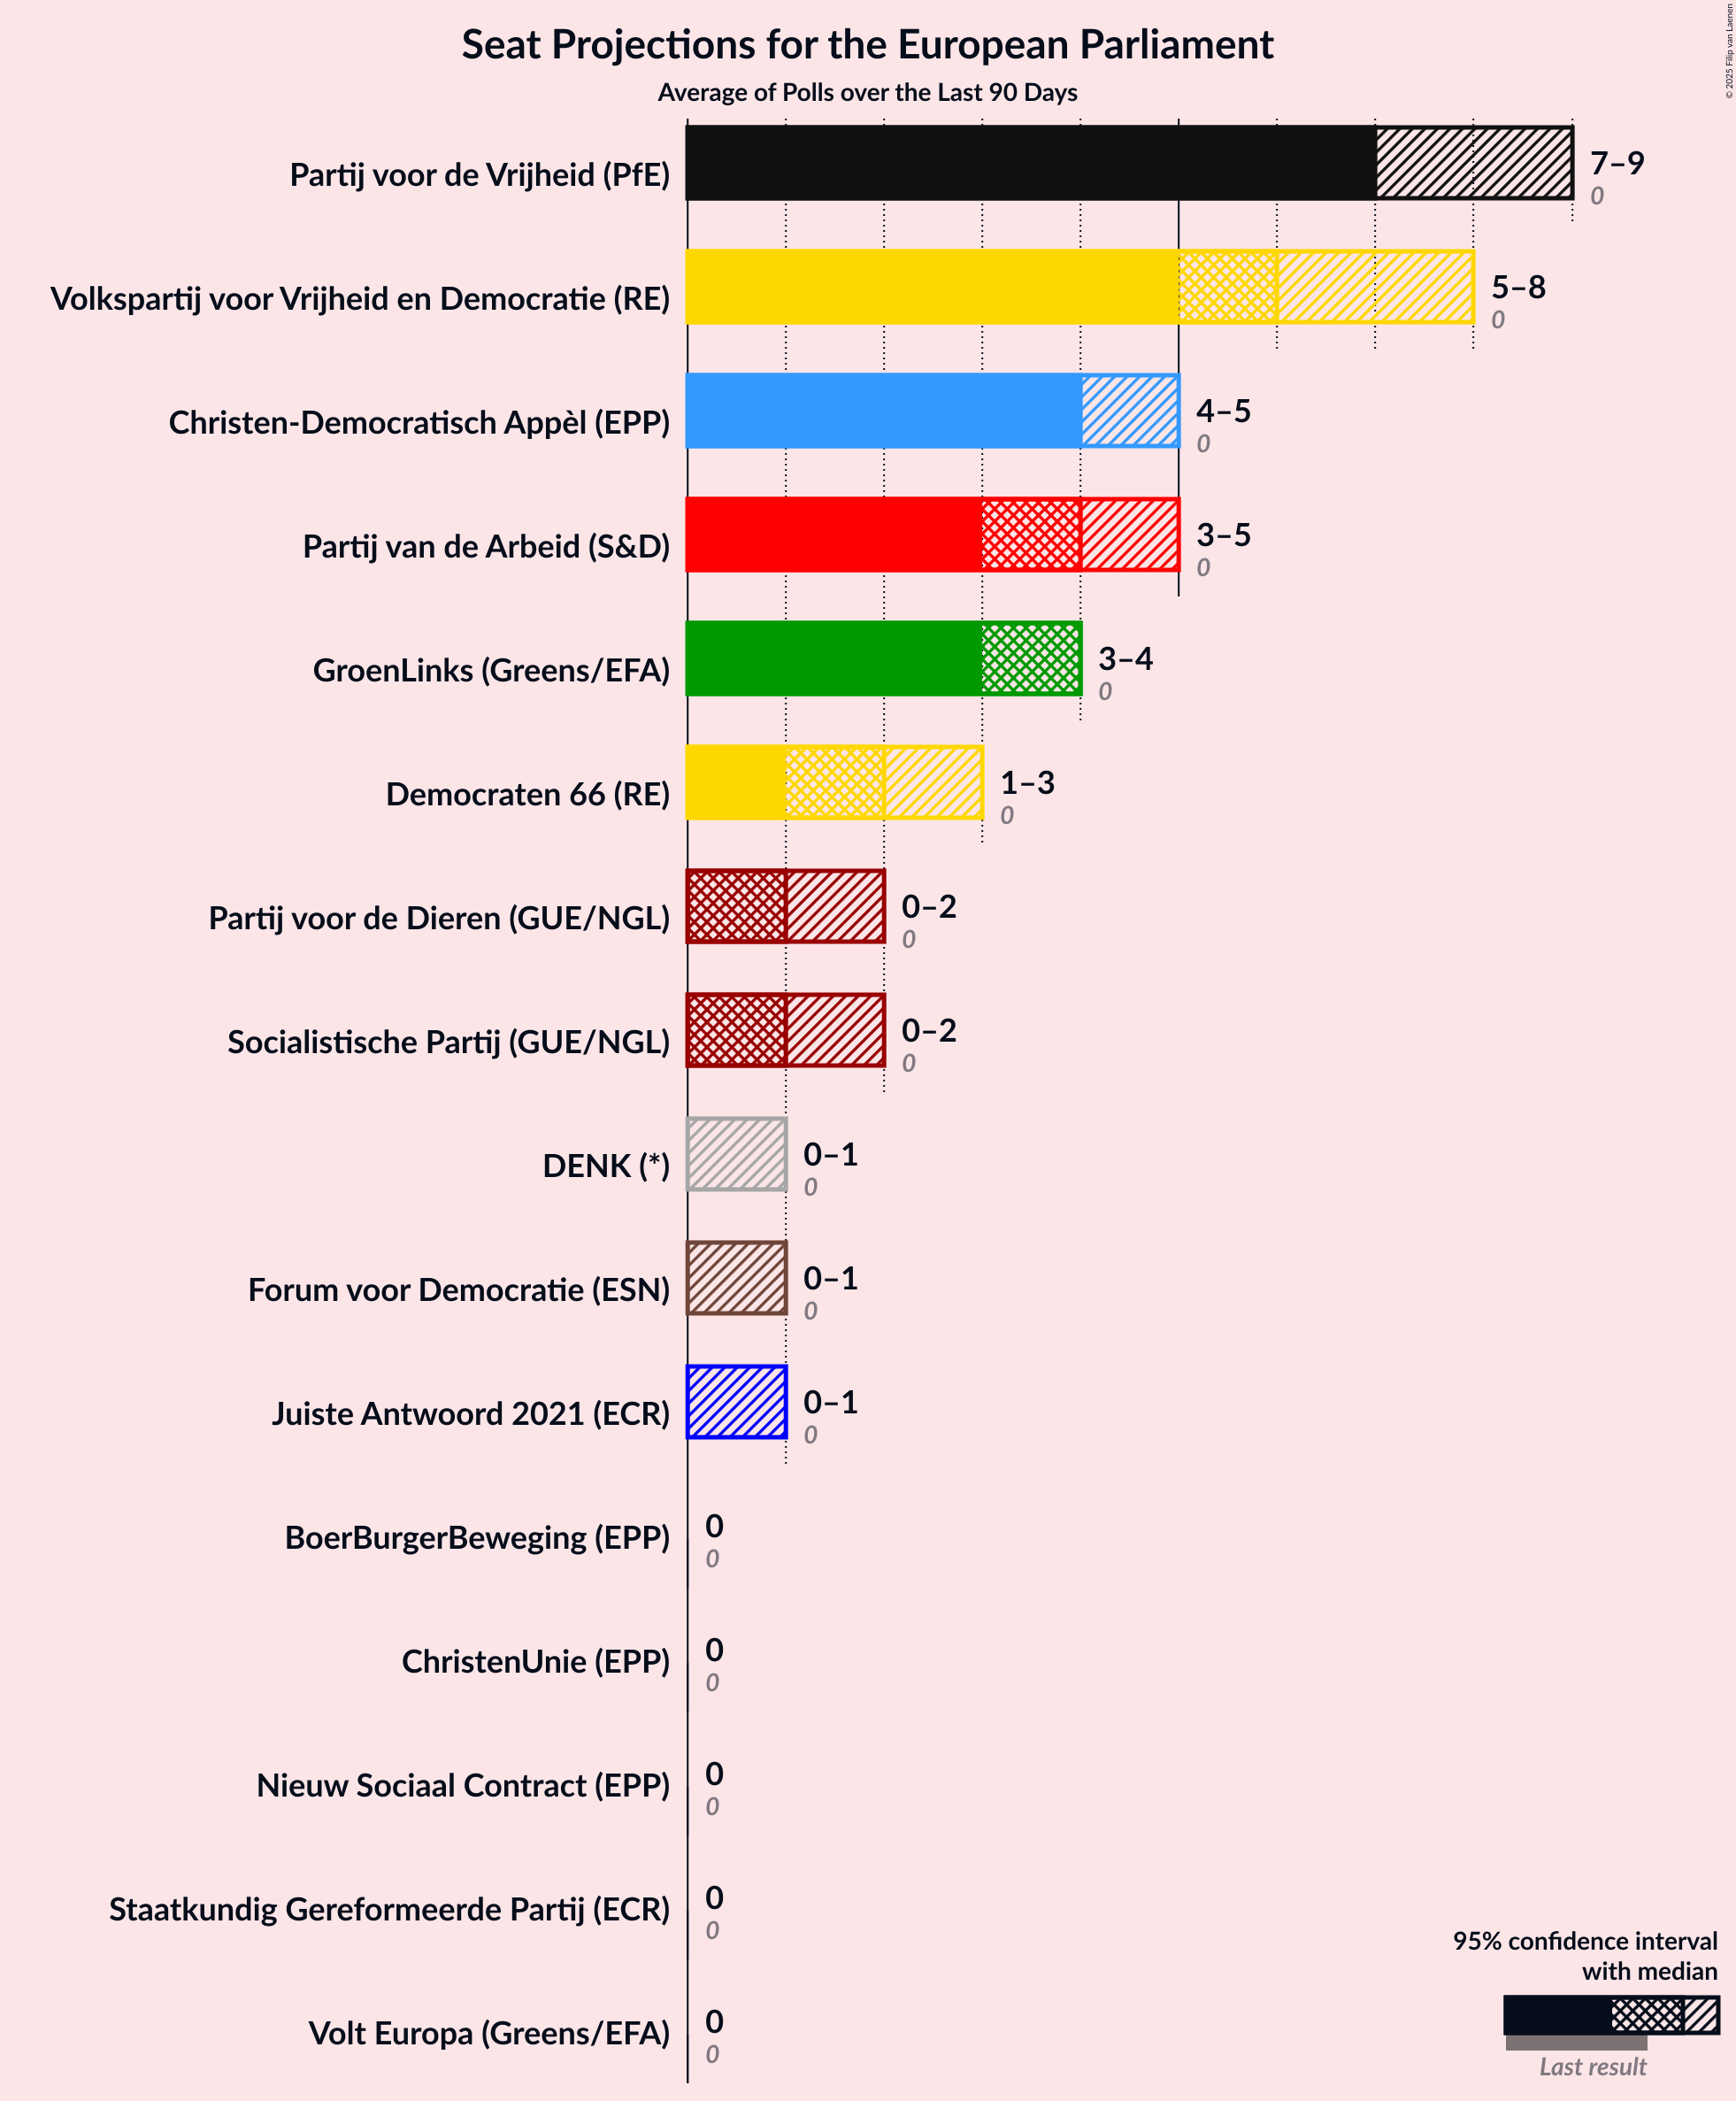 Seat Projections for the European Parliament
Average of Polls over the Last 90 Days
© 2025 Filip van Laenen
Partij voor de Vrijheid (PfE)
7–9
0
Volkspartij voor Vrijheid en Democratie (RE)
5–8
0
Christen-Democratisch Appèl (EPP)
4–5
0
Partij van de Arbeid (S&D)
3–5
0
GroenLinks (Greens/EFA)
3–4
0
Democraten 66 (RE)
1–3
0
Partij voor de Dieren (GUE/NGL)
0–2
0
Socialistische Partij (GUE/NGL)
0–2
0
DENK (*)
0–1
0
Forum voor Democratie (ESN)
0–1
0
Juiste Antwoord 2021 (ECR)
0–1
0
BoerBurgerBeweging (EPP)
0
0
ChristenUnie (EPP)
0
0
Nieuw Sociaal Contract (EPP)
0
0
Staatkundig Gereformeerde Partij (ECR)
0
0
Volt Europa (Greens/EFA)
0
0
95% confidence interval
with median
Last result